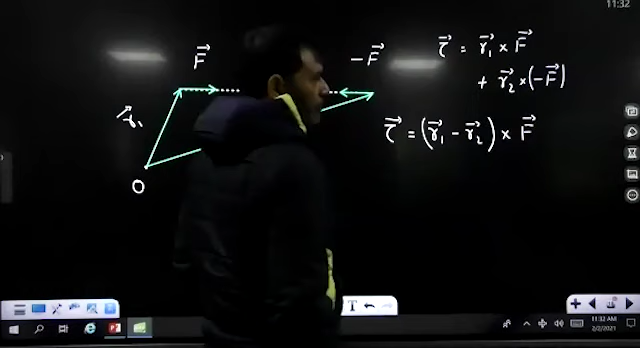 11:32
F⃗
-F⃗
r⃗₁
O
τ⃗ = r⃗₁ × F⃗
+ r⃗₂ × (-F⃗)
τ⃗ = (r⃗₁ - r⃗₂) × F⃗
T
11:32 AM
2/2/2021